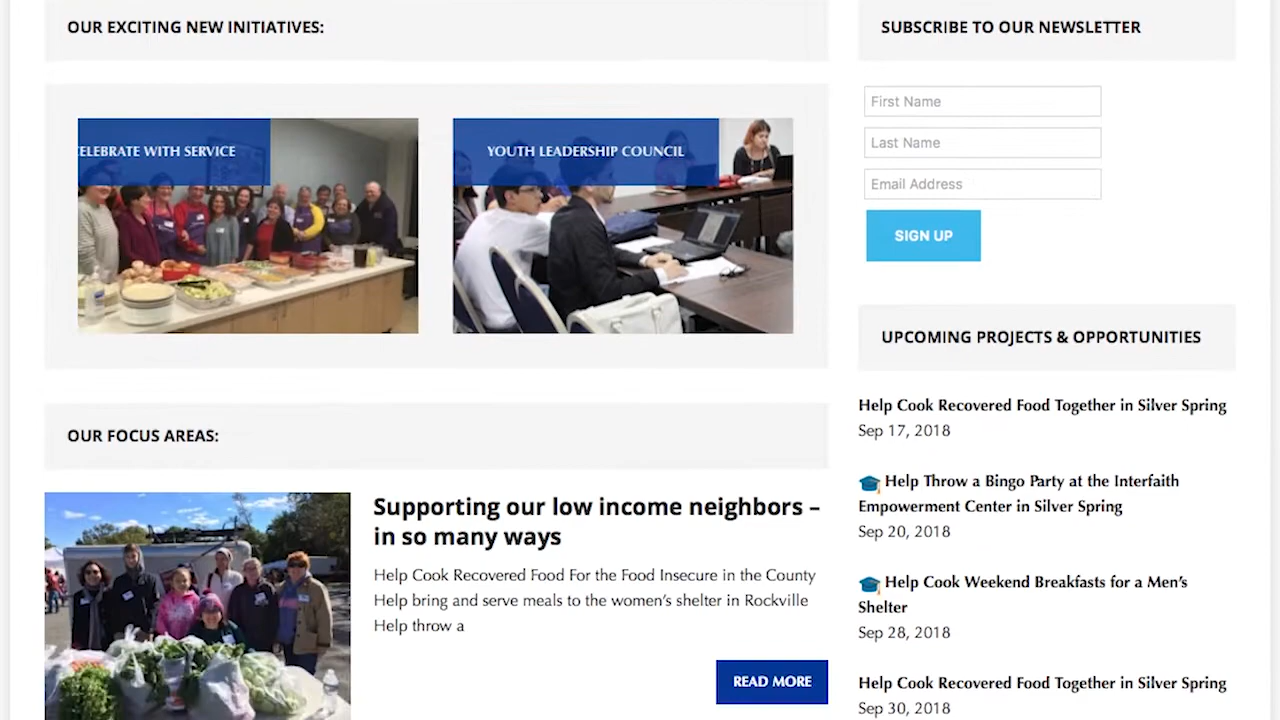 OUR EXCITING NEW INITIATIVES:
ELEBRATE WITH SERVICE
YOUTH LEADERSHIP COUNCIL
OUR FOCUS AREAS:
Supporting our low income neighbors –
in so many ways
Help Cook Recovered Food For the Food Insecure in the County
Help bring and serve meals to the women's shelter in Rockville
Help throw a
READ MORE
SUBSCRIBE TO OUR NEWSLETTER
First Name
Last Name
Email Address
SIGN UP
UPCOMING PROJECTS & OPPORTUNITIES
Help Cook Recovered Food Together in Silver Spring
Sep 17, 2018
Help Throw a Bingo Party at the Interfaith
Empowerment Center in Silver Spring
Sep 20, 2018
Help Cook Weekend Breakfasts for a Men's
Shelter
Sep 28, 2018
Help Cook Recovered Food Together in Silver Spring
Sep 30, 2018